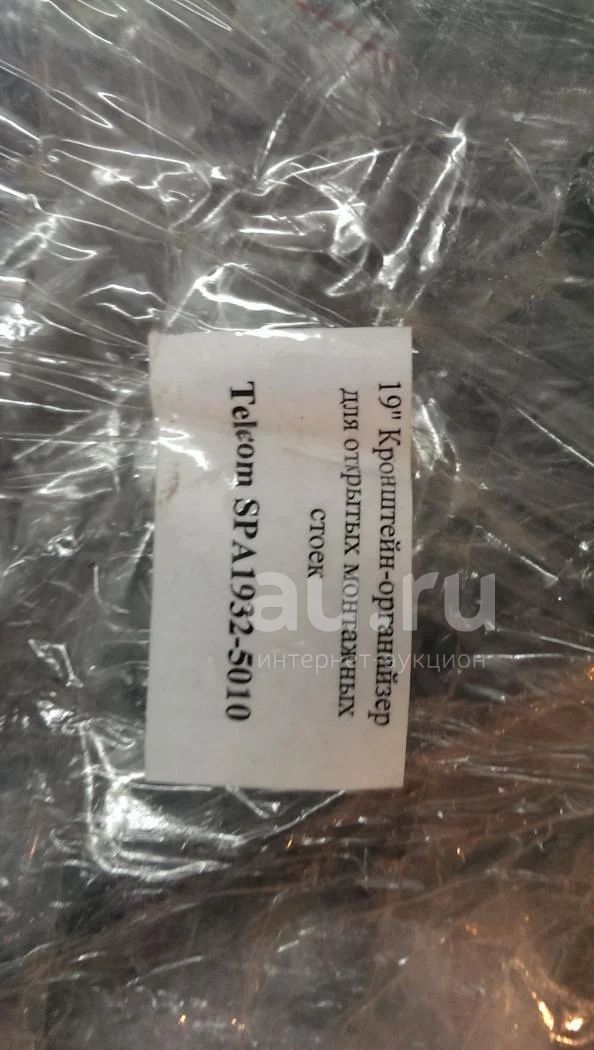 19" Кронштейн-органайзер
для открытых монтажных
стоек
Telcom SPA1932-5010
au.ru
интернет-аукцион